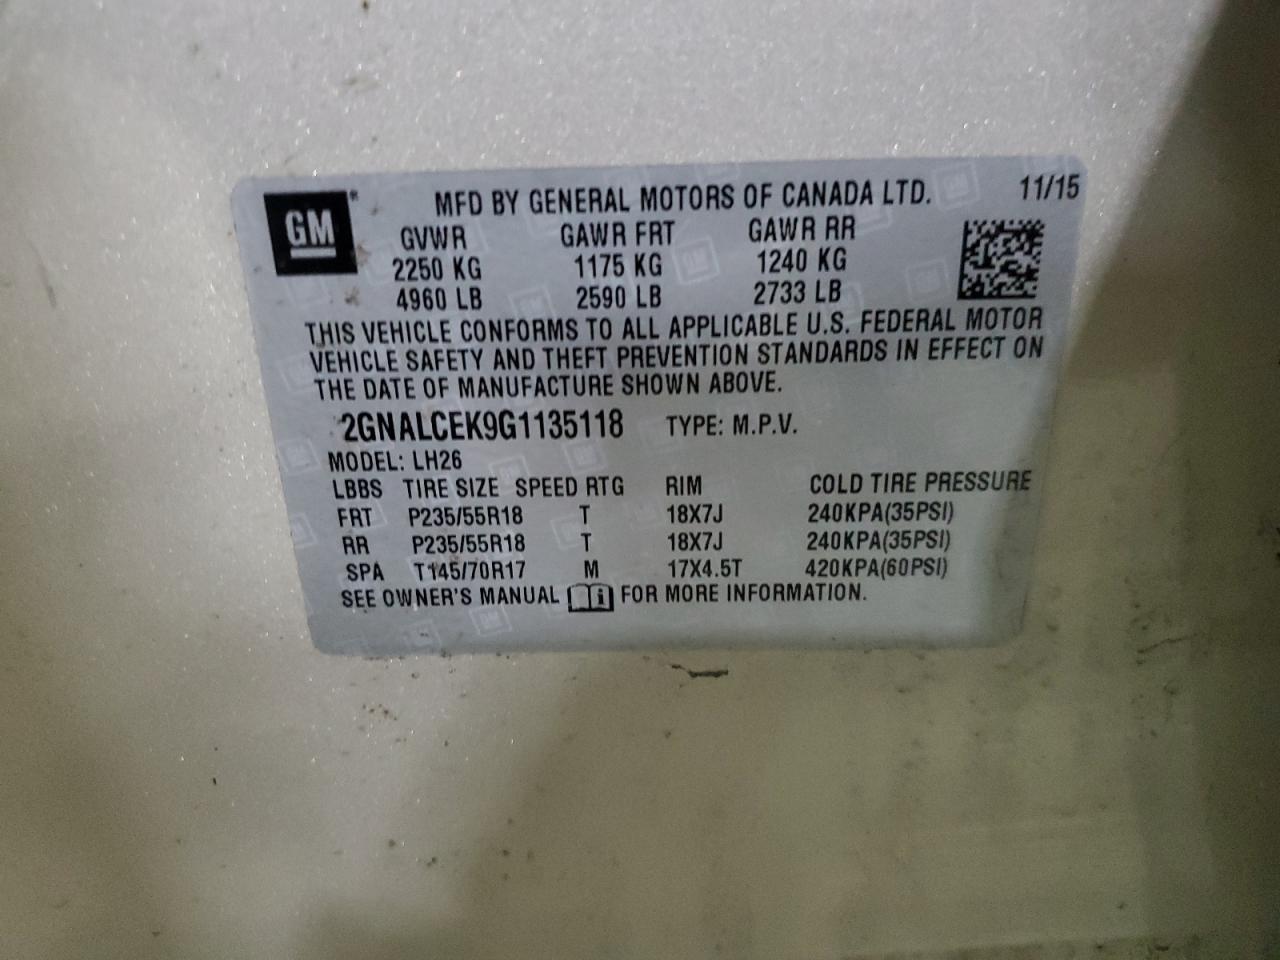 GM ® MFD BY GENERAL MOTORS OF CANADA LTD. 11/15
GVWR GAWR FRT GAWR RR
2250 KG 1175 KG 1240 KG
4960 LB 2590 LB 2733 LB
THIS VEHICLE CONFORMS TO ALL APPLICABLE U.S. FEDERAL MOTOR
VEHICLE SAFETY AND THEFT PREVENTION STANDARDS IN EFFECT ON
THE DATE OF MANUFACTURE SHOWN ABOVE.
2GNALCEK9G1135118 TYPE: M.P.V.
MODEL: LH26
LBBS TIRE SIZE SPEED RTG RIM COLD TIRE PRESSURE
FRT P235/55R18 T 18X7J 240KPA(35PSI)
RR P235/55R18 T 18X7J 240KPA(35PSI)
SPA T145/70R17 M 17X4.5T 420KPA(60PSI)
SEE OWNER'S MANUAL i FOR MORE INFORMATION.